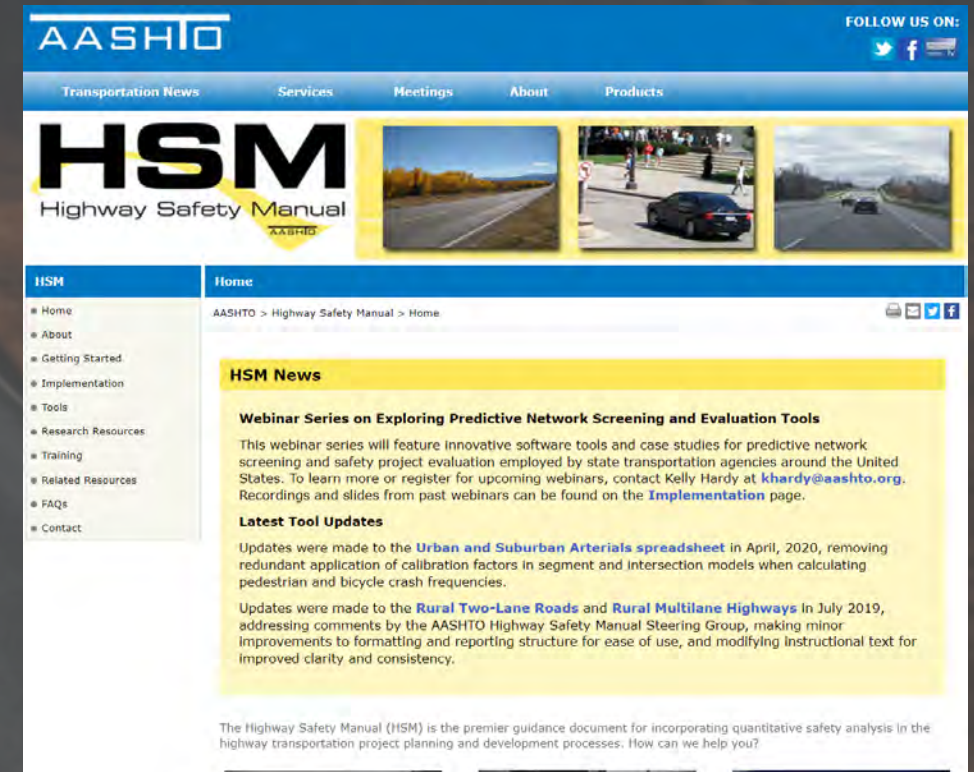 AASHTO
FOLLOW US ON:
Transportation News Services Meetings About Products
HSM
Highway Safety Manual
AASHTO
HSM
Home
About
Getting Started
Implementation
Tools
Research Resources
Training
Related Resources
FAQs
Contact
Home
AASHTO > Highway Safety Manual > Home
HSM News
Webinar Series on Exploring Predictive Network Screening and Evaluation Tools
This webinar series will feature innovative software tools and case studies for predictive network
screening and safety project evaluation employed by state transportation agencies around the United
States. To learn more or register for upcoming webinars, contact Kelly Hardy at khardy@aashto.org.
Recordings and slides from past webinars can be found on the Implementation page.
Latest Tool Updates
Updates were made to the Urban and Suburban Arterials spreadsheet in April, 2020, removing
redundant application of calibration factors in segment and intersection models when calculating
pedestrian and bicycle crash frequencies.
Updates were made to the Rural Two-Lane Roads and Rural Multilane Highways in July 2019,
addressing comments by the AASHTO Highway Safety Manual Steering Group, making minor
improvements to formatting and reporting structure for ease of use, and modifying instructional text for
improved clarity and consistency.
The Highway Safety Manual (HSM) is the premier guidance document for incorporating quantitative safety analysis in the
highway transportation project planning and development processes. How can we help you?